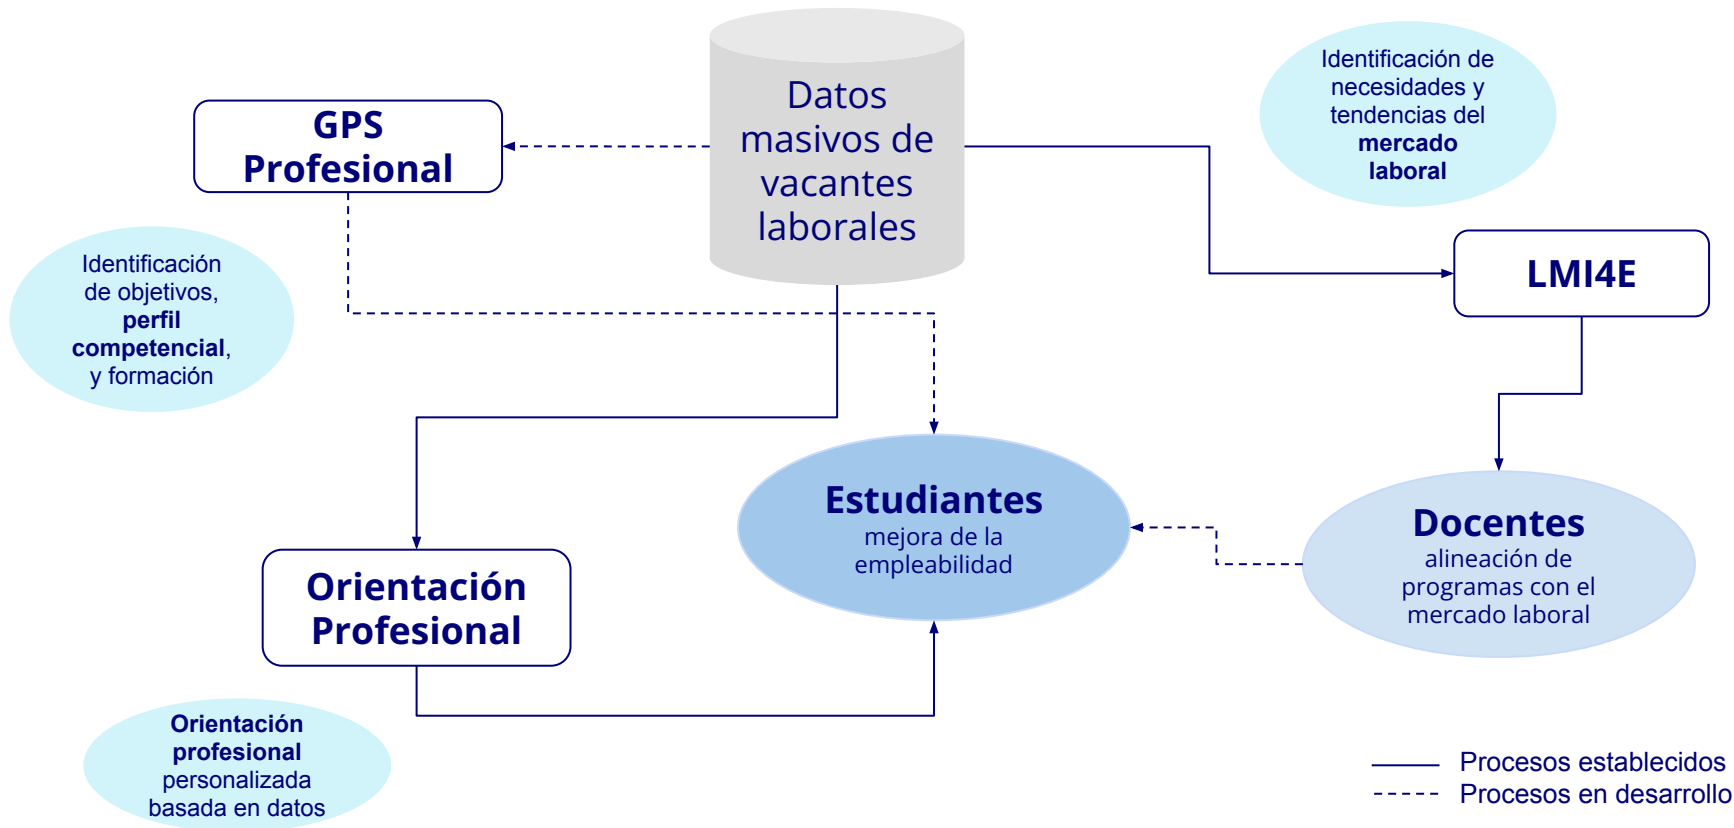 Datos
masivos de
vacantes
laborales
Identificación de
necesidades y
tendencias del
mercado
laboral
GPS
Profesional
Identificación
de objetivos,
perfil
competencial,
y formación
LMI4E
Estudiantes
mejora de la
empleabilidad
Docentes
alineación de
programas con el
mercado laboral
Orientación
Profesional
Orientación
profesional
personalizada
basada en datos
Procesos establecidos
Procesos en desarrollo